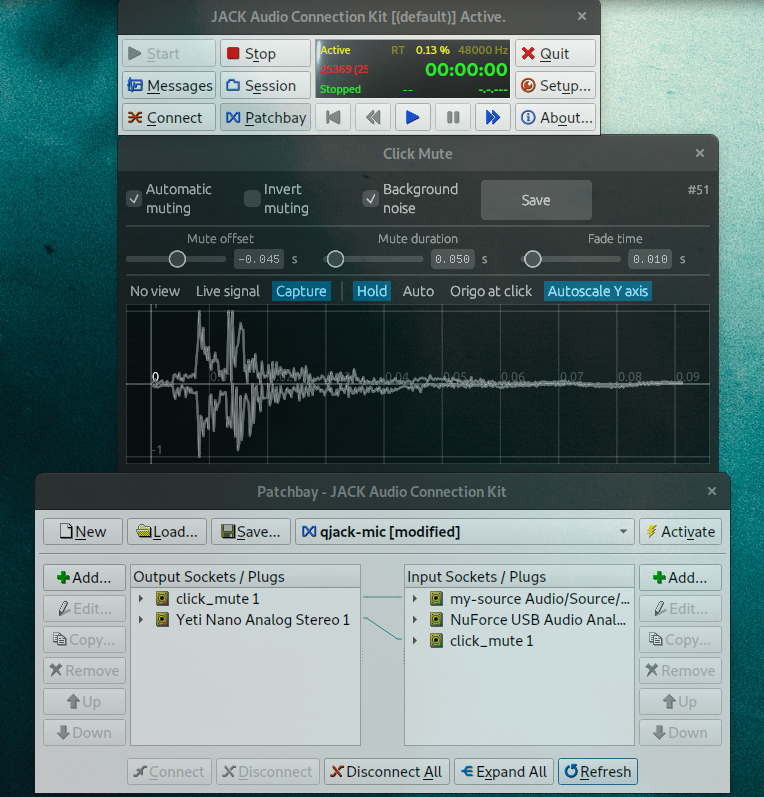 JACK Audio Connection Kit [(default)] Active.
Start
Stop
Active
RT
0.13 %
48000 Hz
Quit
25369 (25
00:00:00
Messages
Session
Stopped
--
-.-.---
Setup...
Connect
Patchbay
About...
Click Mute
Automatic
muting
Invert
muting
Background
noise
Save
#51
Mute offset
Mute duration
Fade time
-0.045 s
0.050 s
0.010 s
No view
Live signal
Capture
Hold
Auto
Origo at click
Autoscale Y axis
0
0.03
0.04
0.05
0.06
0.07
0.08
0.09
-1
Patchbay - JACK Audio Connection Kit
New
Load...
Save...
qjack-mic [modified]
Activate
Add...
Output Sockets / Plugs
Input Sockets / Plugs
Add...
click_mute 1
my-source Audio/Source/...
Edit...
Yeti Nano Analog Stereo 1
NuForce USB Audio Anal...
Edit...
Copy...
click_mute 1
Copy...
Remove
Remove
Up
Up
Down
Down
Connect
Disconnect
Disconnect All
Expand All
Refresh